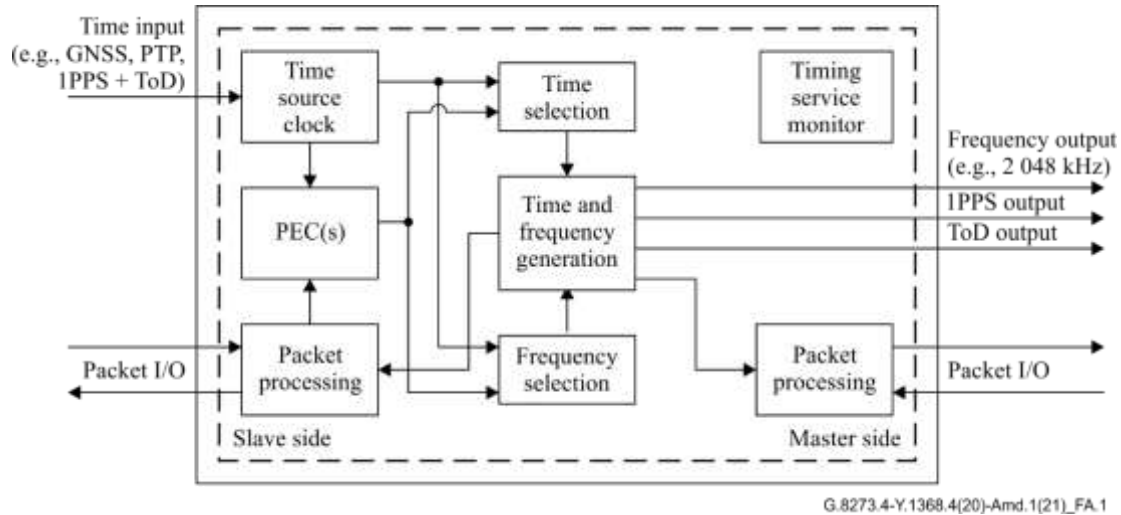 Time input
(e.g., GNSS, PTP,
1PPS + ToD)
Time
source
clock
Time
selection
Timing
service
monitor
Frequency output
(e.g., 2 048 kHz)
1PPS output
ToD output
PEC(s)
Time and
frequency
generation
Packet I/O
Packet
processing
Frequency
selection
Packet
processing
Packet I/O
Slave side
Master side
G.8273.4-Y.1368.4(20)-Amd.1(21)_FA.1